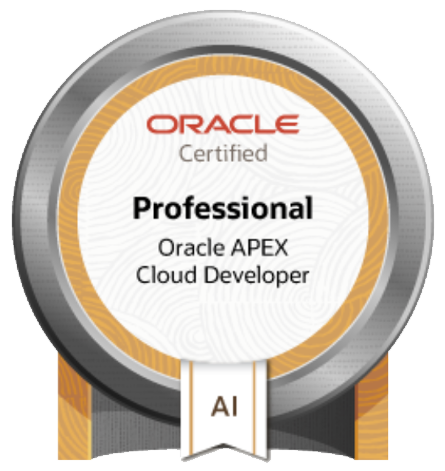 ORACLE
Certified
Professional
Oracle APEX
Cloud Developer
AI